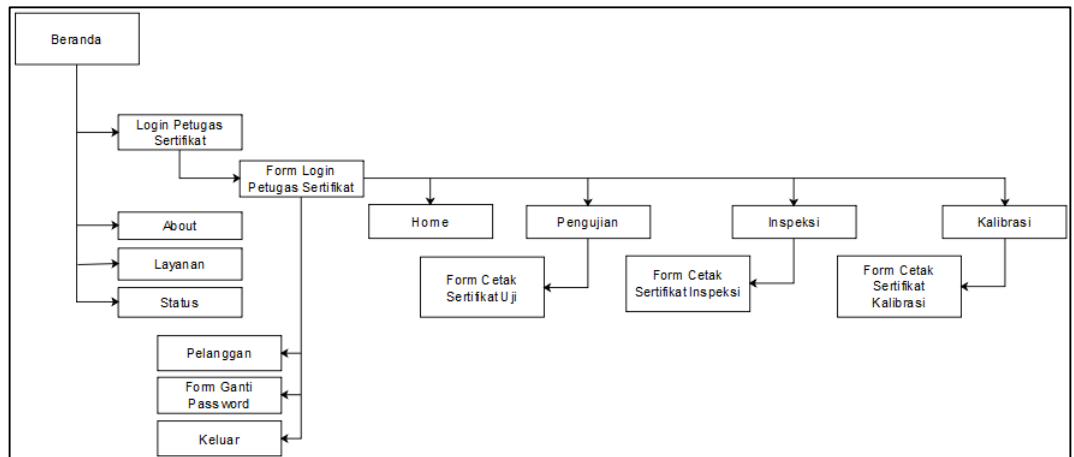 Beranda
Login Petugas
Sertifikat
Form Login
Petugas Sertifikat
About
Home
Pengujian
Inspeksi
Kalibrasi
Layanan
Form Cetak
Sertifikat Uji
Form Cetak
Sertifikat Inspeksi
Form Cetak
Sertifikat
Kalibrasi
Status
Pelanggan
Form Ganti
Password
Keluar